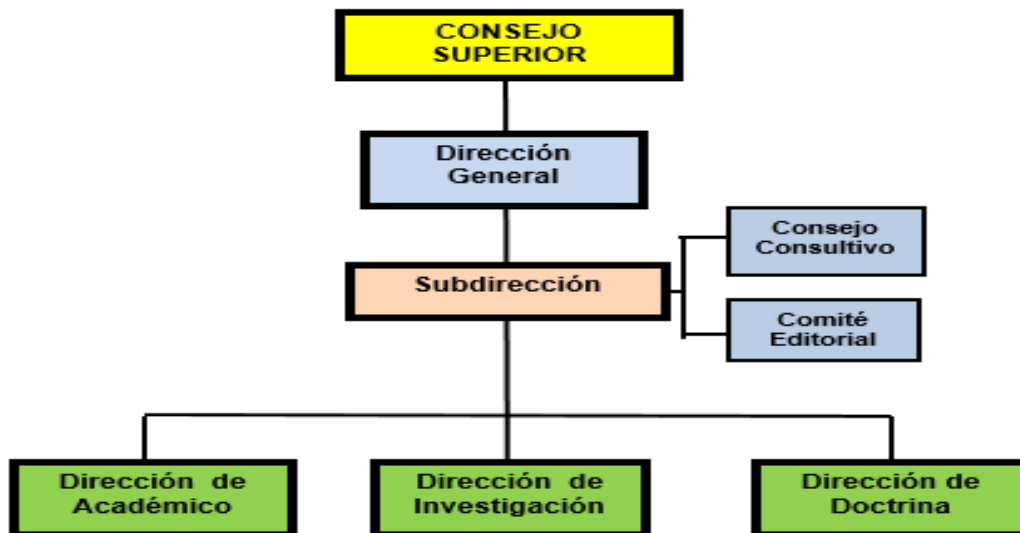 CONSEJO
SUPERIOR
Dirección
General
Consejo
Consultivo
Subdirección
Comité
Editorial
Dirección de
Académico
Dirección de
Investigación
Dirección de
Doctrina